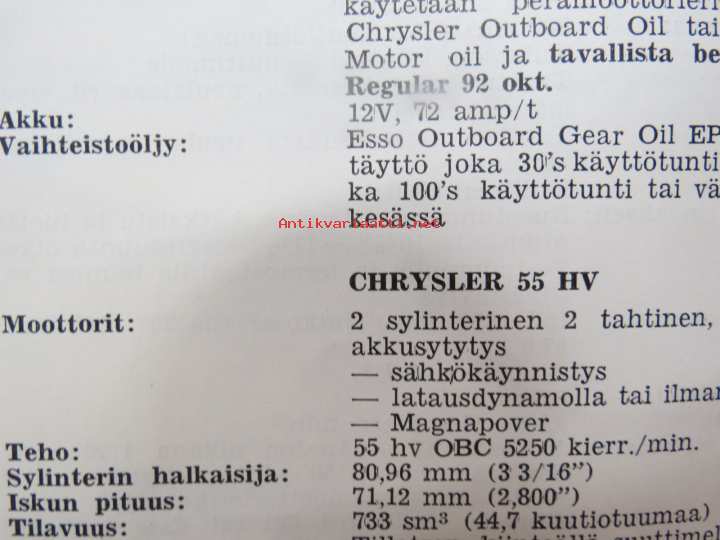 käytetään perämoottorien
Chrysler Outboard Oil tai
Motor oil ja tavallista be
Regular 92 okt.
Akku: 12V, 72 amp/t
Vaihteistoöljy: Esso Outboard Gear Oil EP
täyttö joka 30's käyttötunti
ka 100's käyttötunti tai vä
kesässä
Antikvariaatti.net
CHRYSLER 55 HV
Moottorit: 2 sylinterinen 2 tahtinen,
akkusytytys
— sähkökäynnistys
— latausdynamolla tai ilman
— Magnapover
Teho: 55 hv OBC 5250 kierr./min.
Sylinterin halkaisija: 80,96 mm (3 3/16”)
Iskun pituus: 71,12 mm (2,800”)
Tilavuus: 733 sm³ (44,7 kuutiotuumaa)